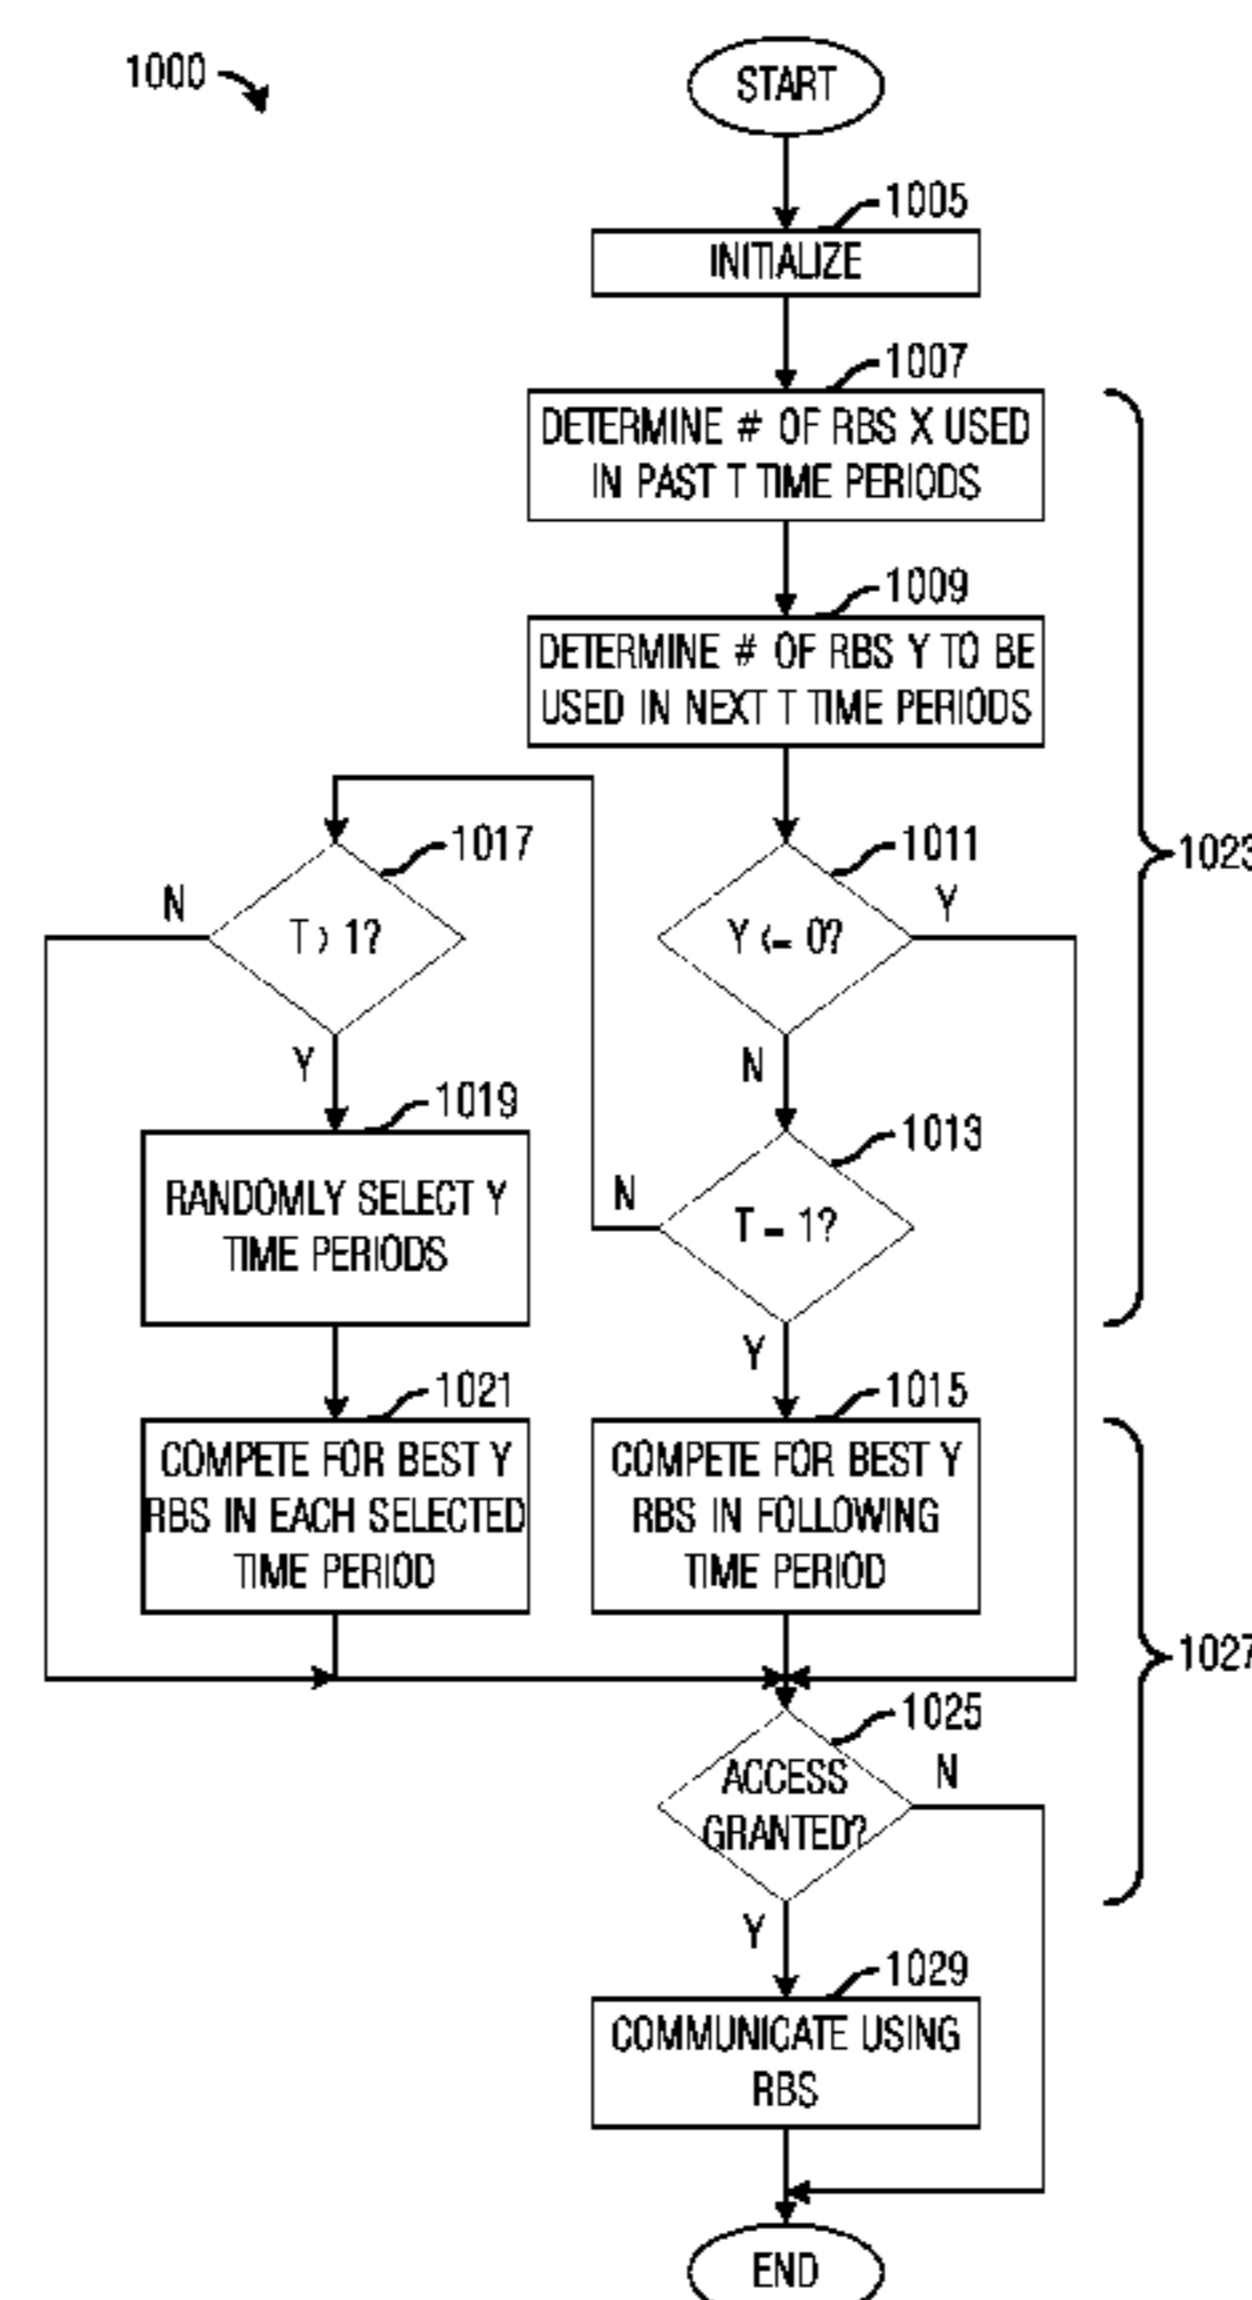 1000
START
1005
INITIALIZE
1007
DETERMINE # OF RBS X USED
IN PAST T TIME PERIODS
1009
DETERMINE # OF RBS Y TO BE
USED IN NEXT T TIME PERIODS
1017
N
T > 1?
Y
1011
Y
Y <= 0?
N
1023
1019
RANDOMLY SELECT Y
TIME PERIODS
1013
N
T = 1?
Y
1021
COMPETE FOR BEST Y
RBS IN EACH SELECTED
TIME PERIOD
1015
COMPETE FOR BEST Y
RBS IN FOLLOWING
TIME PERIOD
1027
1025
ACCESS
GRANTED?
N
Y
1029
COMMUNICATE USING
RBS
END